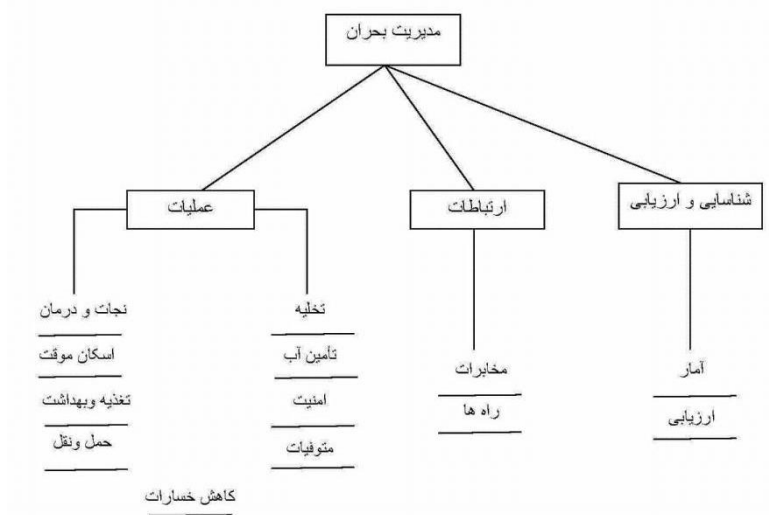 مدیریت بحران
شناسایی و ارزیابی
ارتباطات
عملیات
آمار
ارزیابی
مخابرات
راه ها
تخلیه
تأمین آب
امنیت
متوفیات
نجات و درمان
اسکان موقت
تغذیه وبهداشت
حمل ونقل
کاهش خسارات